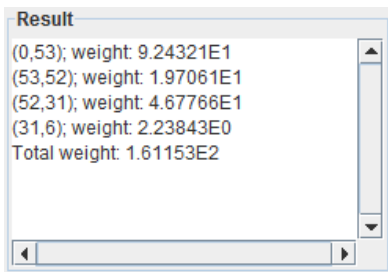 Result
(0,53); weight: 9.24321E1
(53,52); weight: 1.97061E1
(52,31); weight: 4.67766E1
(31,6); weight: 2.23843E0
Total weight: 1.61153E2